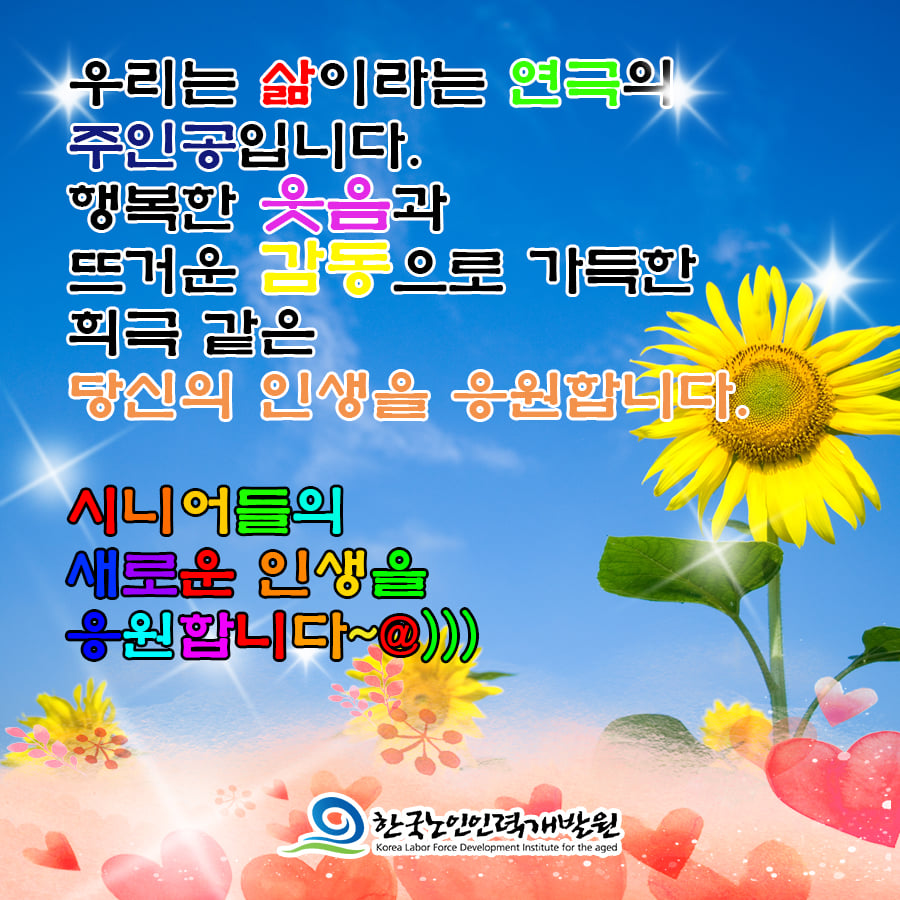 우리는 삶이라는 연극의
주인공입니다.
행복한 웃음과
뜨거운 감동으로 가득한
희극 같은
당신의 인생을 응원합니다.
시니어들의
새로운 인생을
응원합니다~@)))
한국노인인력개발원
Korea Labor Force Development Institute for the aged